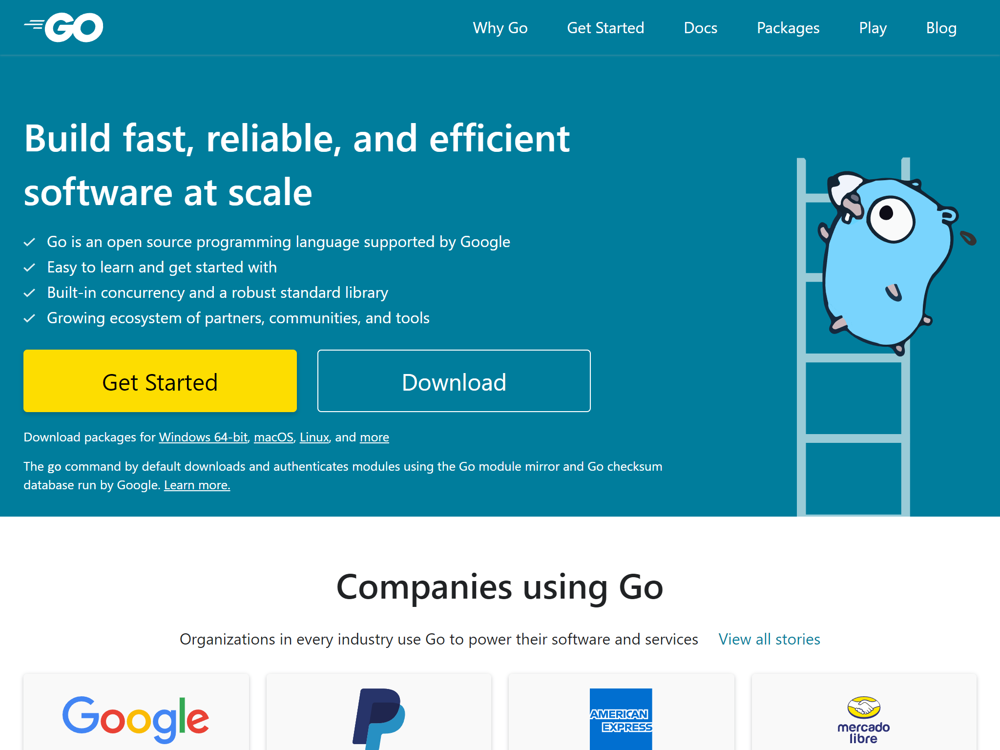 GO
Why Go
Get Started
Docs
Packages
Play
Blog
Build fast, reliable, and efficient
software at scale
Go is an open source programming language supported by Google
Easy to learn and get started with
Built-in concurrency and a robust standard library
Growing ecosystem of partners, communities, and tools
Get Started
Download
Download packages for Windows 64-bit, macOS, Linux, and more
The go command by default downloads and authenticates modules using the Go module mirror and Go checksum
database run by Google. Learn more.
Companies using Go
Organizations in every industry use Go to power their software and services
View all stories
Google
AMERICAN
EXPRESS
mercado
libre